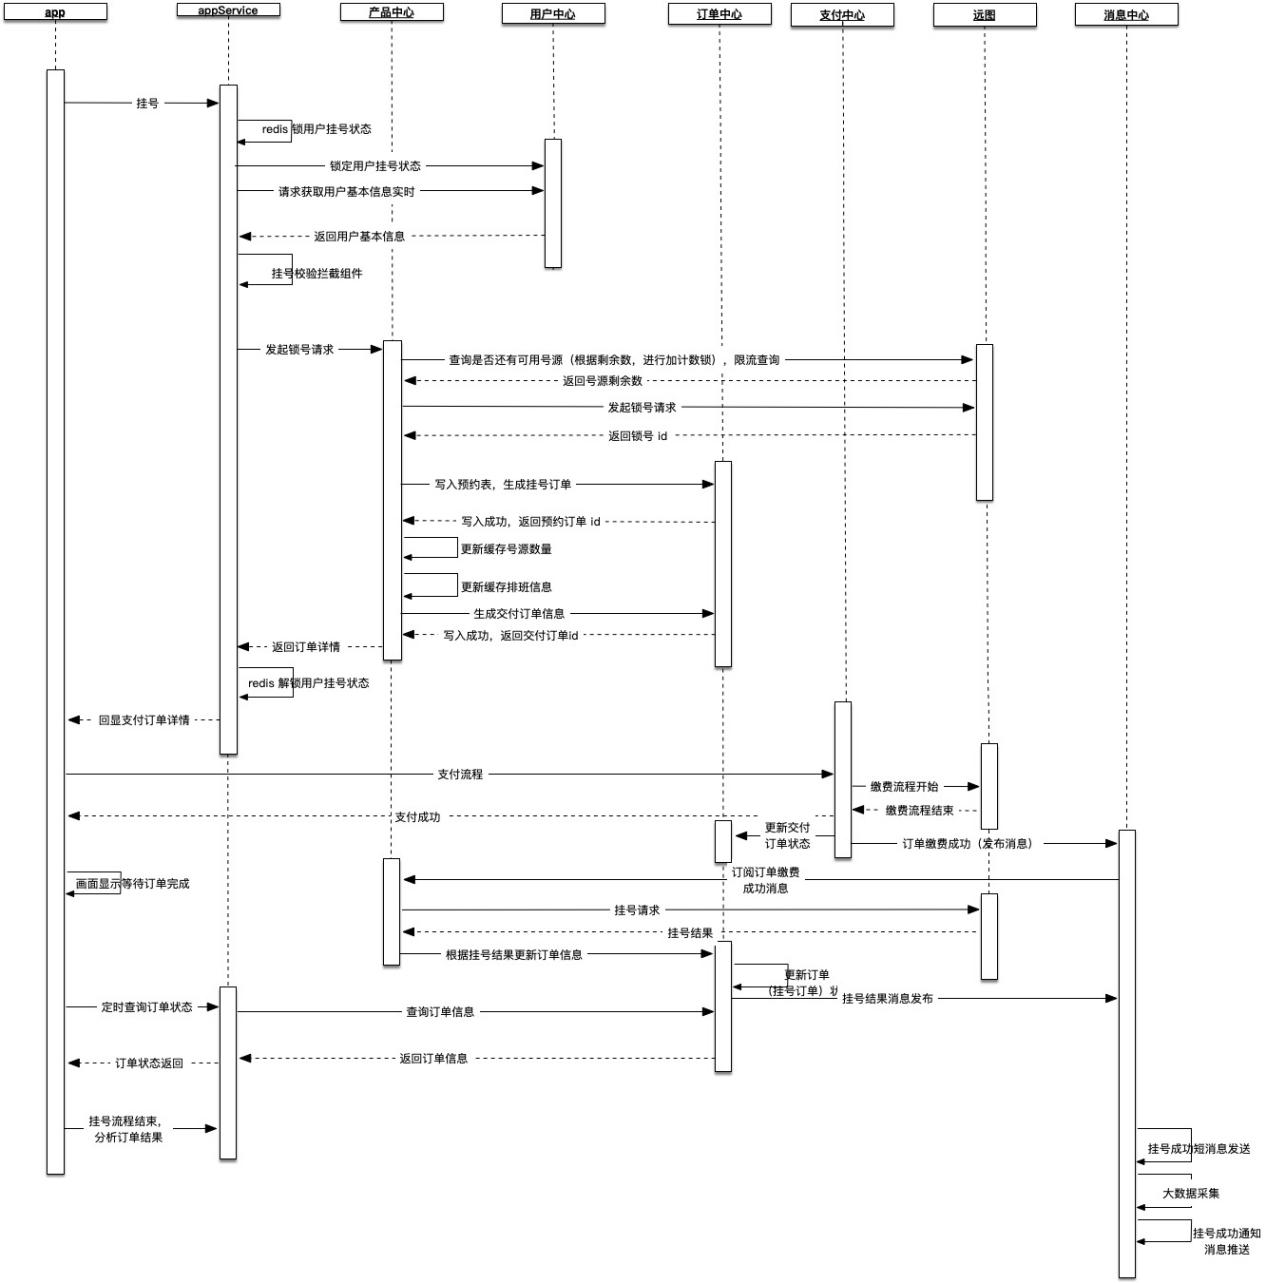 app
appService
产品中心
用户中心
订单中心
支付中心
远图
消息中心
挂号
redis 锁用户挂号状态
锁定用户挂号状态
请求获取用户基本信息实时
返回用户基本信息
挂号校验拦截组件
发起锁号请求
查询是否还有可用号源（根据剩余数，进行加计数锁），限流查询
返回号源剩余数
发起锁号请求
返回锁号 id
写入预约表，生成挂号订单
写入成功，返回预约订单 id
更新缓存号源数量
更新缓存排班信息
生成交付订单信息
写入成功，返回交付订单id
返回订单详情
redis 解锁用户挂号状态
回显支付订单详情
支付流程
缴费流程开始
缴费流程结束
支付成功
更新交付
订单状态
订单缴费成功（发布消息）
订阅订单缴费
成功消息
画面显示等待订单完成
挂号请求
挂号结果
根据挂号结果更新订单信息
更新订单
（挂号订单）
挂号结果消息发布
定时查询订单状态
查询订单信息
返回订单信息
订单状态返回
挂号流程结束，
分析订单结果
挂号成功短消息发送
大数据采集
挂号成功通知
消息推送